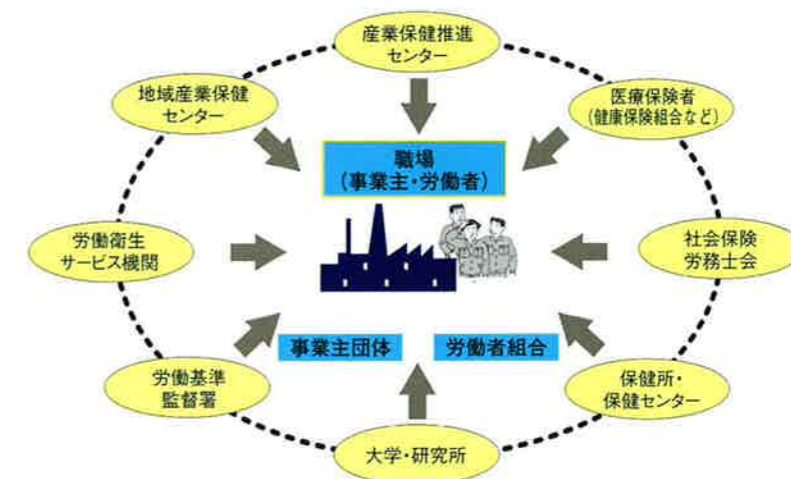 産業保健推進
センター
地域産業保健
センター
医療保険者
(健康保険組合など)
職場
(事業主・労働者)
労働衛生
サービス機関
社会保険
労務士会
事業主団体
労働者組合
労働基準
監督署
保健所・
保健センター
大学・研究所